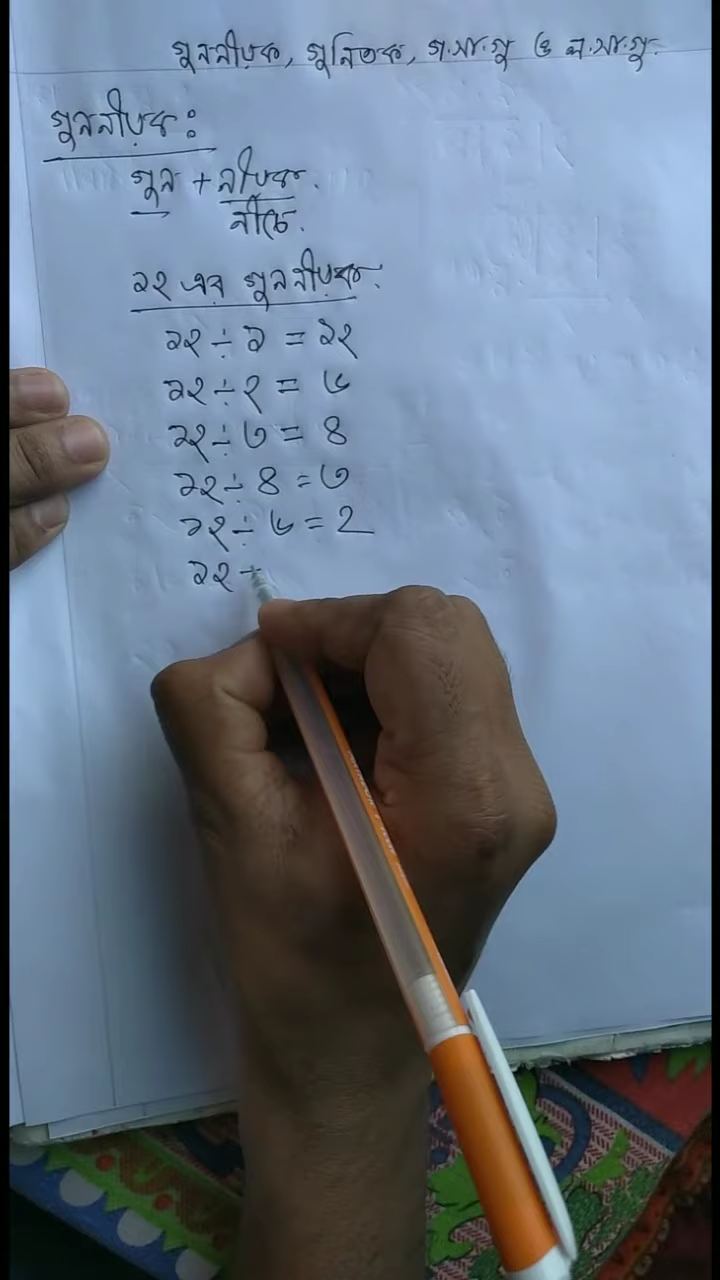 গুননীয়ক, গুনিতক, গ.সা.গু ও ল.সা.গু.
গুননীয়ক:
গুন + নীয়ক.
নীচে.
১২ এর গুননীয়ক.
১২ ÷ ১ = ১২
১২ ÷ ২ = ৬
১২ ÷ ৩ = ৪
১২ ÷ ৪ = ৩
১২ ÷ ৬ = 2
১২ ÷